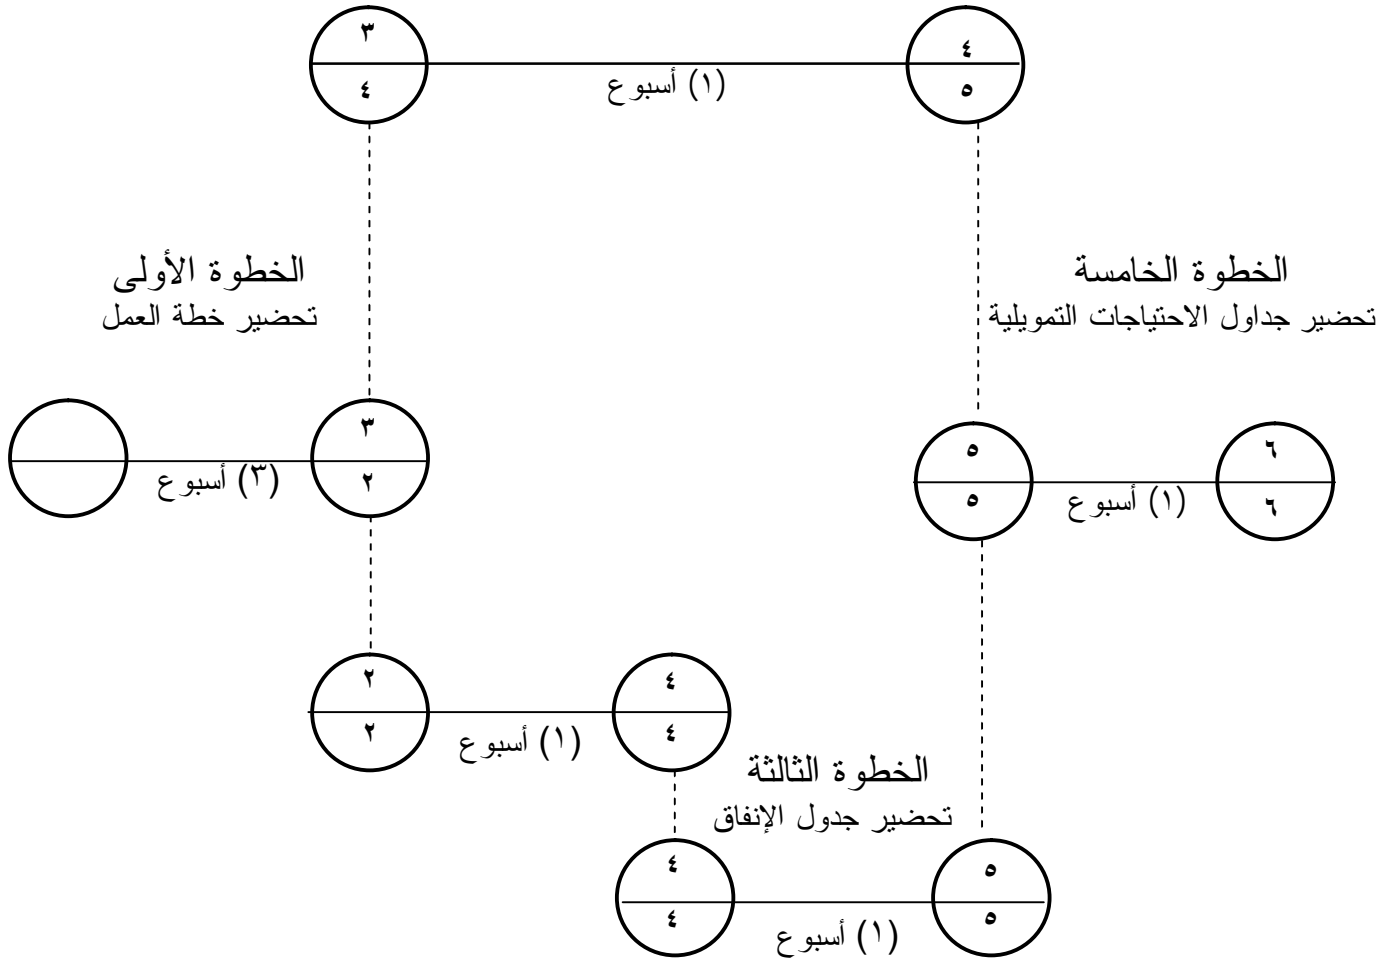 ٣
٤
(١) أسبوع
٤
٥
الخطوة الخامسة
تحضير جداول الاحتياجات التمويلية
الخطوة الأولى
تحضير خطة العمل
(٣) أسبوع
٣
٢
٥
٥
(١) أسبوع
٦
٦
٢
٢
(١) أسبوع
٤
٤
الخطوة الثالثة
تحضير جدول الإنفاق
٤
٤
(١) أسبوع
٥
٥